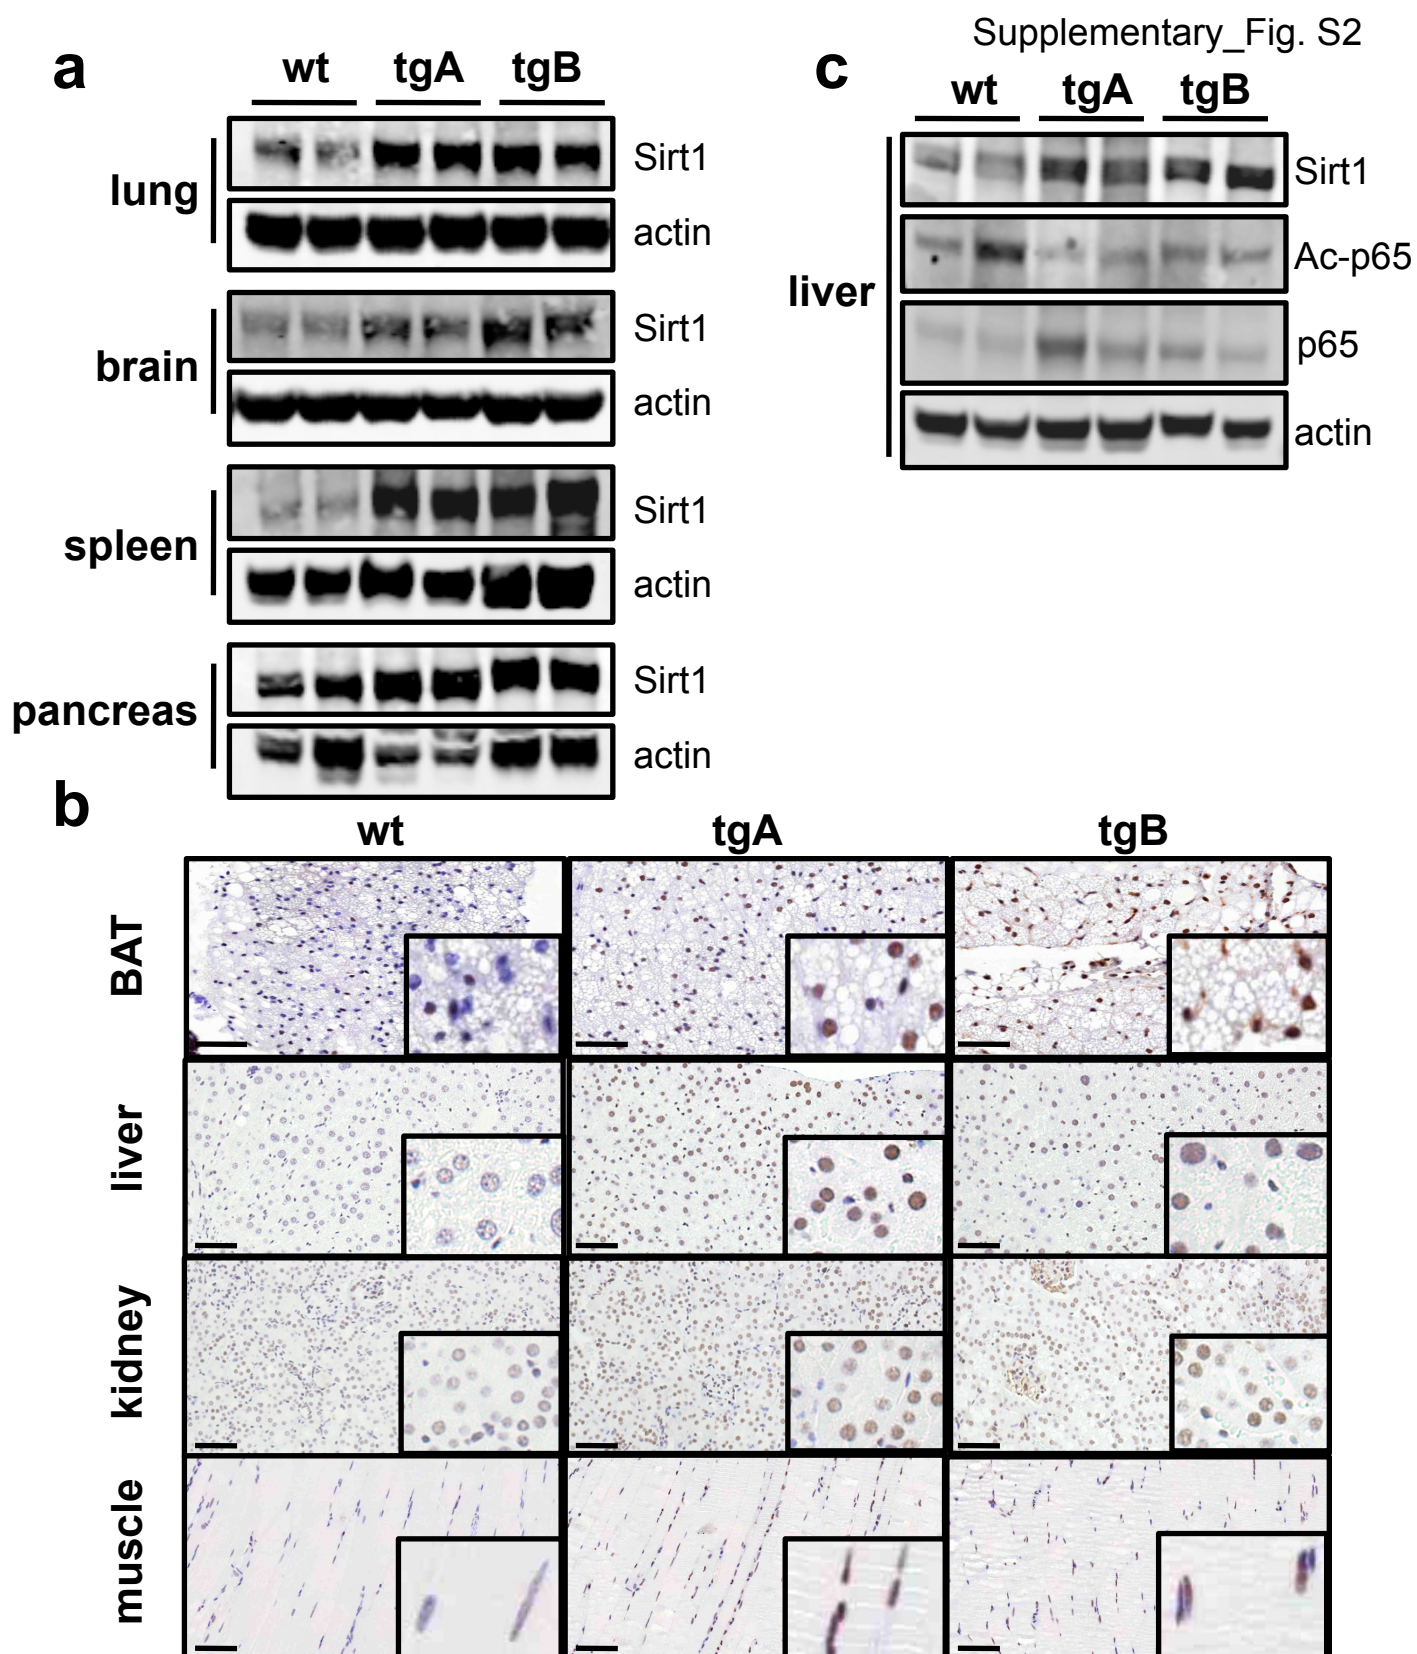 Supplementary_Fig. S2
a
wt tgA tgB
lung
Sirt1
actin
brain
Sirt1
actin
spleen
Sirt1
actin
pancreas
Sirt1
actin
c
wt tgA tgB
liver
Sirt1
Ac-p65
p65
actin
b
wt tgA tgB
BAT
liver
kidney
muscle